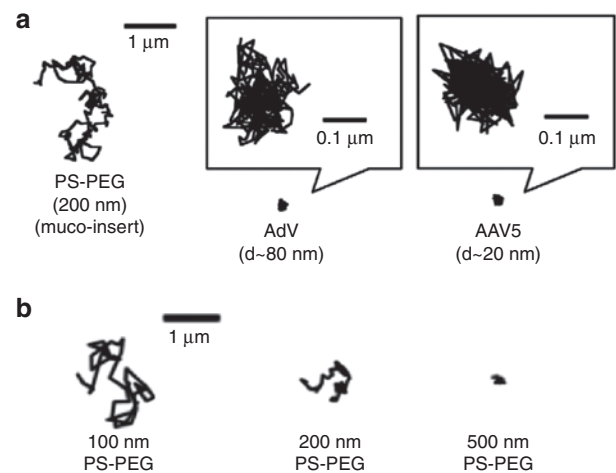 a
1 μm
0.1 μm
0.1 μm
PS-PEG
(200 nm)
(muco-insert)
AdV
(d~80 nm)
AAV5
(d~20 nm)
b
1 μm
100 nm
PS-PEG
200 nm
PS-PEG
500 nm
PS-PEG